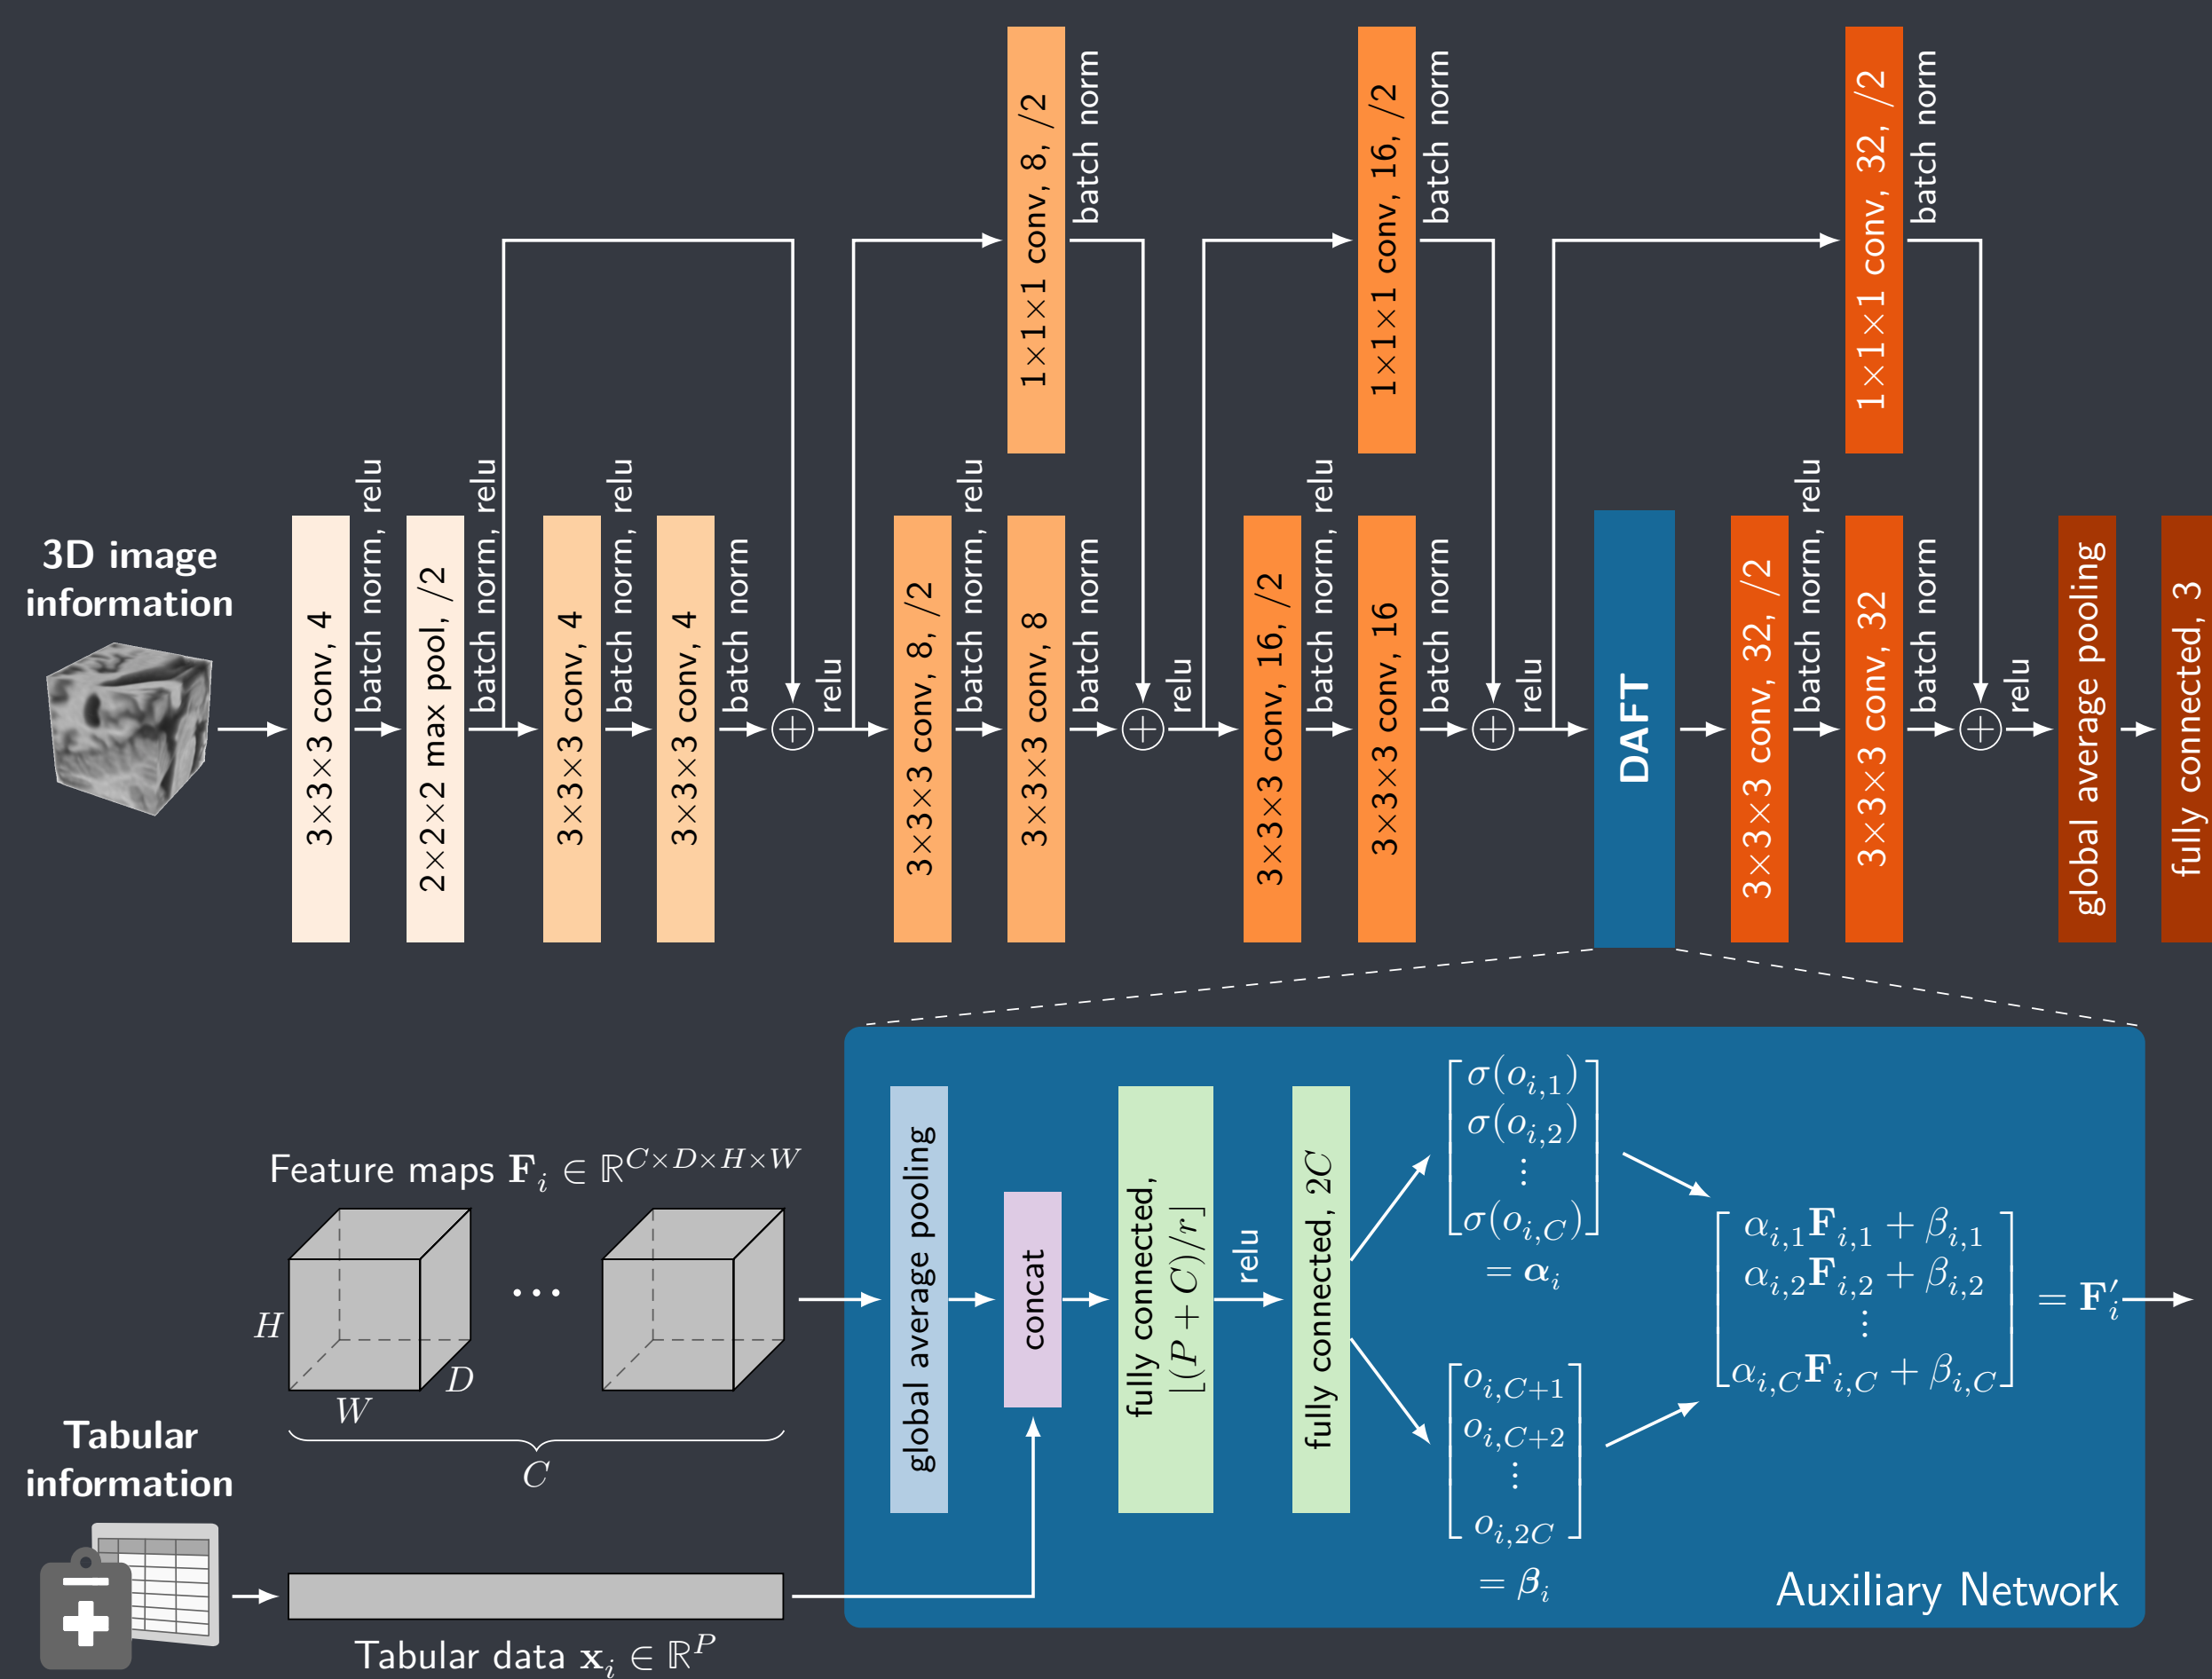 1×1×1 conv, 8, /2
batch norm
1×1×1 conv, 16, /2
batch norm
1×1×1 conv, 32, /2
batch norm
3D image
information
3×3×3 conv, 4
batch norm, relu
2×2×2 max pool, /2
batch norm, relu
3×3×3 conv, 4
batch norm, relu
3×3×3 conv, 4
batch norm
+
relu
3×3×3 conv, 8, /2
batch norm, relu
3×3×3 conv, 8
batch norm
+
relu
3×3×3 conv, 16, /2
batch norm, relu
3×3×3 conv, 16
batch norm
+
relu
DAFT
3×3×3 conv, 32, /2
batch norm, relu
3×3×3 conv, 32
batch norm
+
relu
global average pooling
fully connected, 3
Feature maps F_i ∈ ℝ^{C×D×H×W}
H
W
D
...
C
Tabular
information
Tabular data x_i ∈ ℝ^P
global average pooling
concat
fully connected,
⌊(P + C)/r⌋
relu
fully connected, 2C
σ(o_{i,1})
σ(o_{i,2})
⋮
σ(o_{i,C})
= α_i
o_{i,C+1}
o_{i,C+2}
⋮
o_{i,2C}
= β_i
α_{i,1}F_{i,1} + β_{i,1}
α_{i,2}F_{i,2} + β_{i,2}
⋮
α_{i,C}F_{i,C} + β_{i,C}
= F′_i
Auxiliary Network